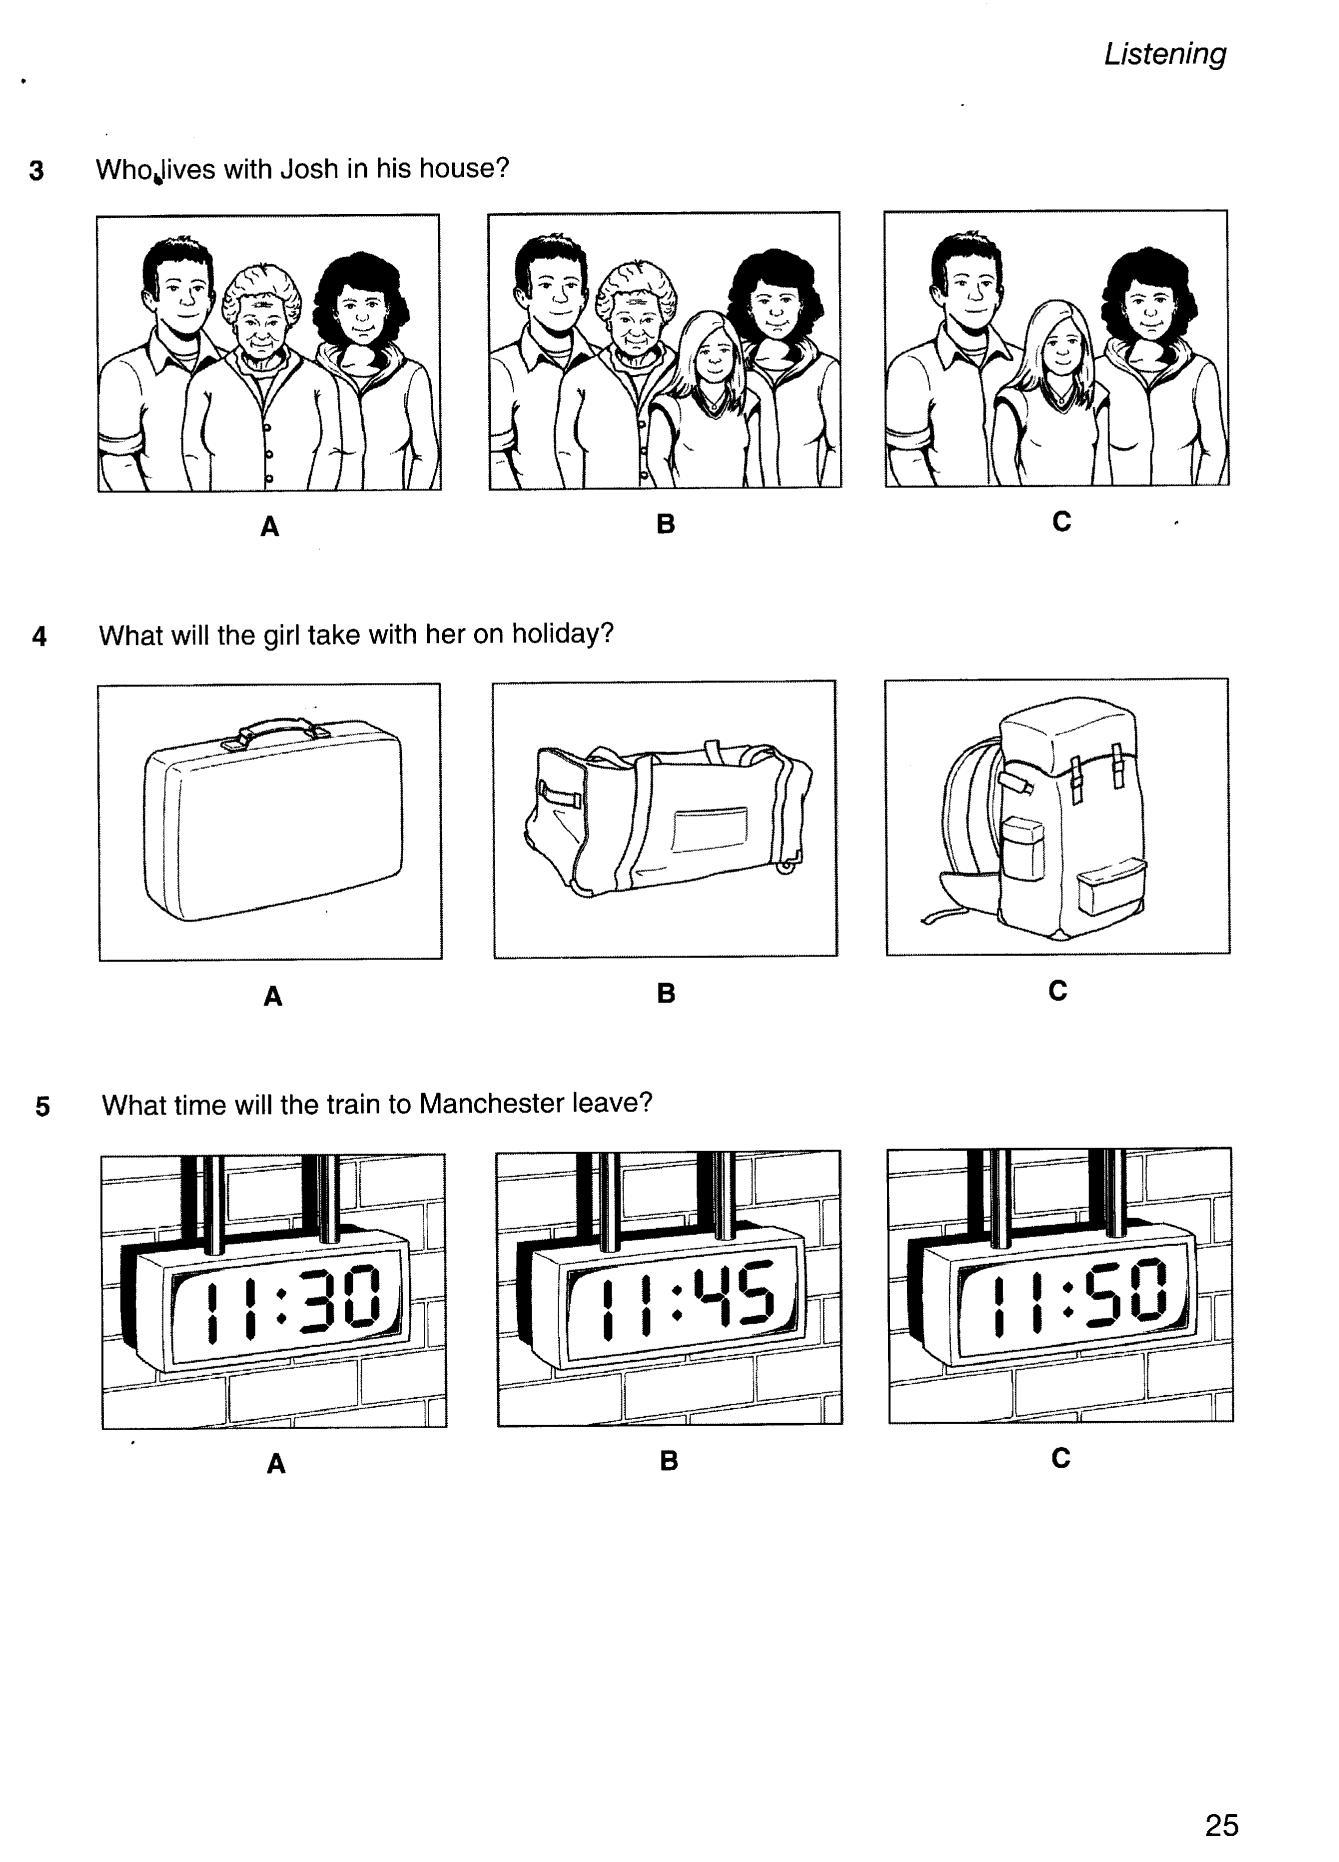 Listening
3 Who lives with Josh in his house?
A B C
4 What will the girl take with her on holiday?
A B C
5 What time will the train to Manchester leave?
11:30 11:45 11:50
A B C
25